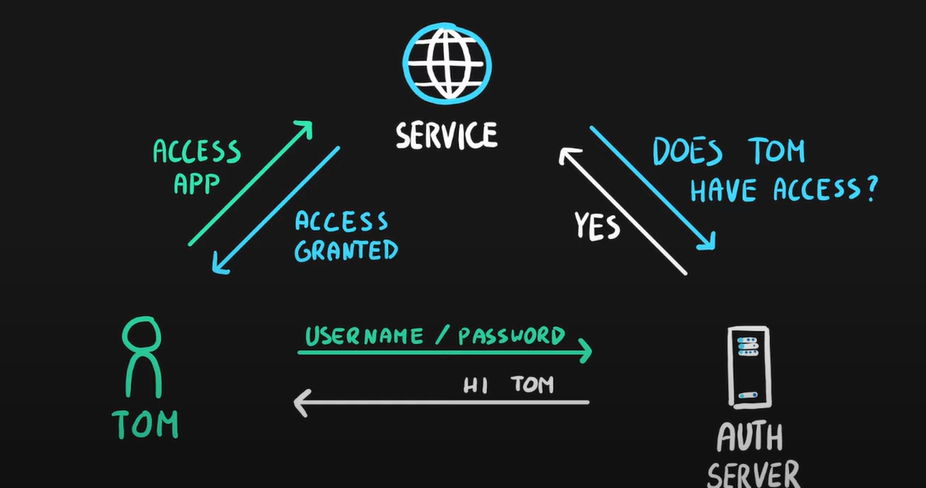 SERVICE
ACCESS
APP
ACCESS
GRANTED
DOES TOM
HAVE ACCESS?
YES
USERNAME / PASSWORD
HI TOM
TOM
AUTH
SERVER